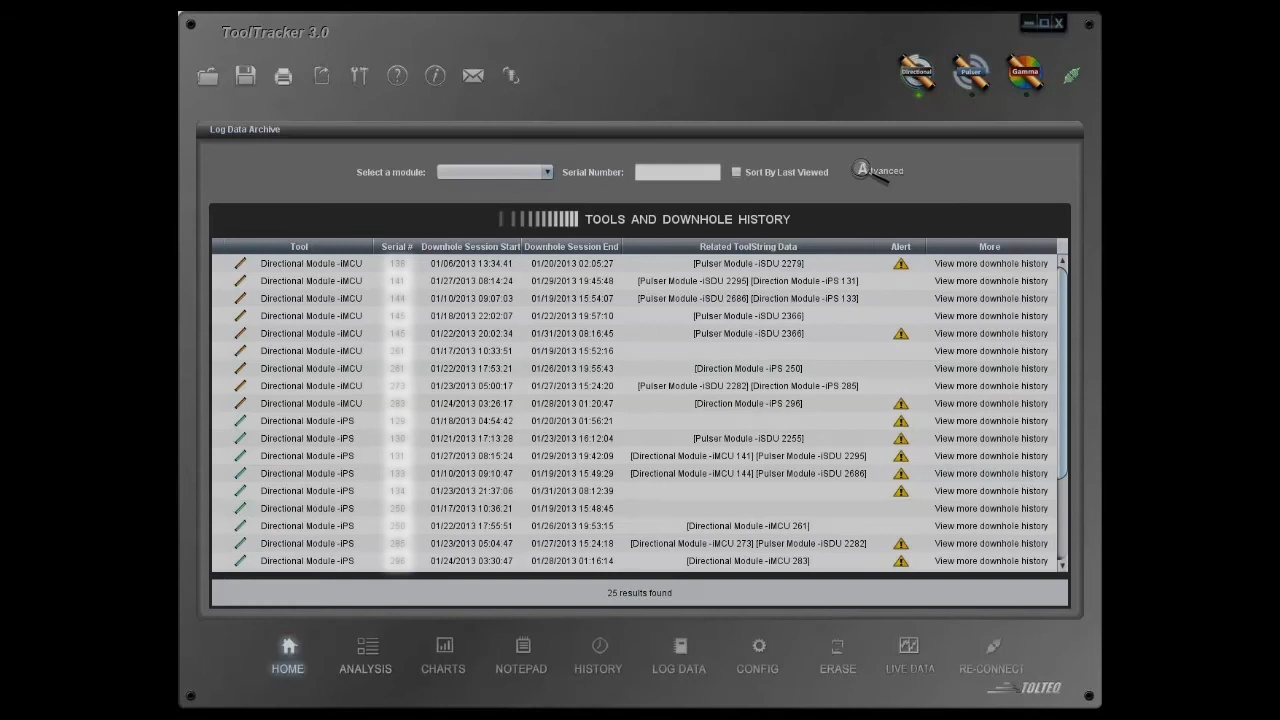 ToolTracker 3.0
Directional Pulser Gamma
Log Data Archive
Select a module: Serial Number: Sort By Last Viewed Advanced
TOOLS AND DOWNHOLE HISTORY
Tool Serial # Downhole Session Start Downhole Session End Related ToolString Data Alert More
Directional Module -iMCU 138 01/06/2013 13:34:41 01/20/2013 02:05:27 [Pulser Module -iSDU 2279] View more downhole history
Directional Module -iMCU 141 01/27/2013 08:14:24 01/29/2013 19:45:48 [Pulser Module -iSDU 2295] [Direction Module -iPS 131] View more downhole history
Directional Module -iMCU 144 01/10/2013 09:07:03 01/19/2013 15:54:07 [Pulser Module -iSDU 2686] [Direction Module -iPS 133] View more downhole history
Directional Module -iMCU 145 01/18/2013 22:02:07 01/22/2013 19:57:10 [Pulser Module -iSDU 2366] View more downhole history
Directional Module -iMCU 01/22/2013 20:02:34 01/31/2013 08:16:45 [Pulser Module -iSDU 2366] View more downhole history
Directional Module -iMCU 261 01/17/2013 10:33:51 01/19/2013 15:52:16 View more downhole history
Directional Module -iMCU 261 01/22/2013 17:53:21 01/26/2013 19:55:43 [Direction Module -iPS 250] View more downhole history
Directional Module -iMCU 273 01/23/2013 05:00:17 01/27/2013 15:24:20 [Pulser Module -iSDU 2282] [Direction Module -iPS 285] View more downhole history
Directional Module -iMCU 283 01/24/2013 03:26:17 01/28/2013 01:20:47 [Direction Module -iPS 296] View more downhole history
Directional Module -iPS 01/18/2013 04:54:42 01/20/2013 01:56:21 View more downhole history
Directional Module -iPS 130 01/21/2013 17:13:28 01/23/2013 16:12:04 [Pulser Module -iSDU 2255] View more downhole history
Directional Module -iPS 131 01/27/2013 08:15:24 01/29/2013 19:42:09 [Directional Module -iMCU 141] [Pulser Module -iSDU 2295] View more downhole history
Directional Module -iPS 133 01/10/2013 09:10:47 01/19/2013 15:49:29 [Directional Module -iMCU 144] [Pulser Module -iSDU 2686] View more downhole history
Directional Module -iPS 134 01/23/2013 21:37:06 01/31/2013 08:12:39 View more downhole history
Directional Module -iPS 250 01/17/2013 10:36:21 01/19/2013 15:48:45 View more downhole history
Directional Module -iPS 250 01/22/2013 17:55:51 01/26/2013 19:53:15 [Directional Module -iMCU 261] View more downhole history
Directional Module -iPS 285 01/23/2013 05:04:47 01/27/2013 15:24:18 [Directional Module -iMCU 273] [Pulser Module -iSDU 2282] View more downhole history
Directional Module -iPS 296 01/24/2013 03:30:47 01/28/2013 01:16:14 [Directional Module -iMCU 283] View more downhole history
25 results found
HOME ANALYSIS CHARTS NOTEPAD HISTORY LOG DATA CONFIG ERASE LIVE DATA RE-CONNECT
TOLTEQ